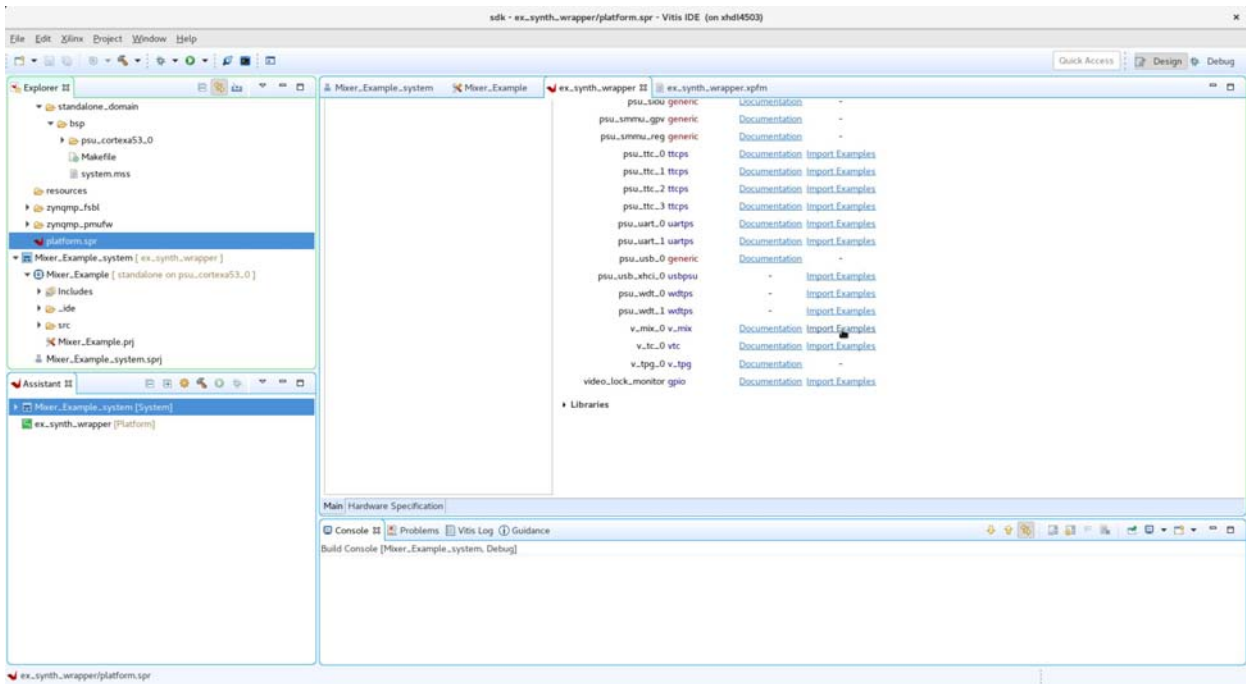 sdk - ex_synth_wrapper/platform.spr - Vitis IDE (on xhdl4503)
File Edit Xilinx Project Window Help
Quick Access Design Debug
Explorer
standalone_domain
bsp
psu_cortexa53_0
Makefile
system.mss
resources
zynqmp_fsbl
zynqmp_pmufw
platform.spr
Mixer_Example_system [ ex_synth_wrapper ]
Mixer_Example [ standalone on psu_cortexa53_0 ]
Includes
_ide
src
Mixer_Example.prj
Mixer_Example_system.sprj
Assistant
Mixer_Example_system [System]
ex_synth_wrapper [Platform]
Mixer_Example_system Mixer_Example ex_synth_wrapper ex_synth_wrapper.xpfm
psu_siou generic Documentation -
psu_smmu_gpv generic Documentation -
psu_smmu_reg generic Documentation -
psu_ttc_0 ttcps Documentation Import Examples
psu_ttc_1 ttcps Documentation Import Examples
psu_ttc_2 ttcps Documentation Import Examples
psu_ttc_3 ttcps Documentation Import Examples
psu_uart_0 uartps Documentation Import Examples
psu_uart_1 uartps Documentation Import Examples
psu_usb_0 generic Documentation -
psu_usb_xhci_0 usbpsu - Import Examples
psu_wdt_0 wdtps - Import Examples
psu_wdt_1 wdtps - Import Examples
v_mix_0 v_mix Documentation Import Examples
v_tc_0 vtc Documentation Import Examples
v_tpg_0 v_tpg Documentation -
video_lock_monitor gpio Documentation Import Examples
Libraries
Main Hardware Specification
Console Problems Vitis Log Guidance
Build Console [Mixer_Example_system, Debug]
ex_synth_wrapper/platform.spr